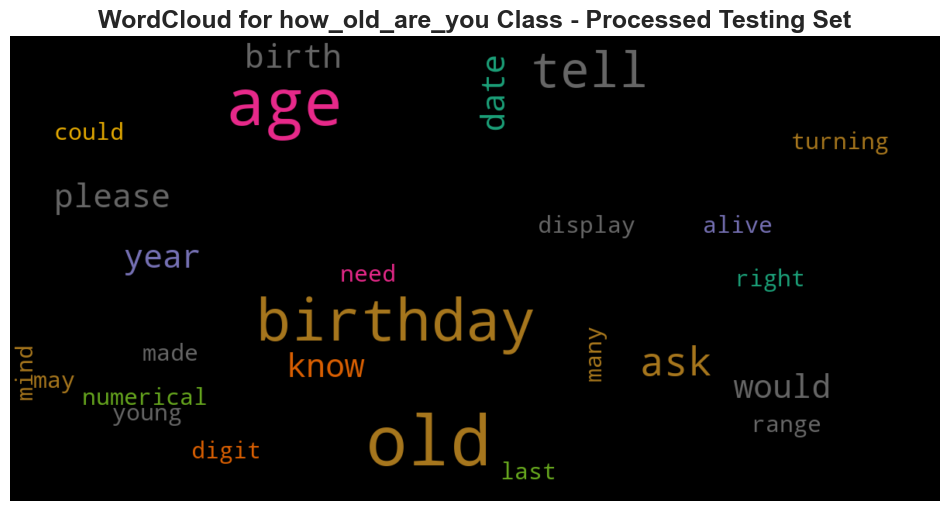 WordCloud for how_old_are_you Class - Processed Testing Set
birth
tell
date
age
could
turning
please
display
alive
year
need
right
birthday
many
made
know
ask
mind
may
would
numerical
young
range
old
digit
last